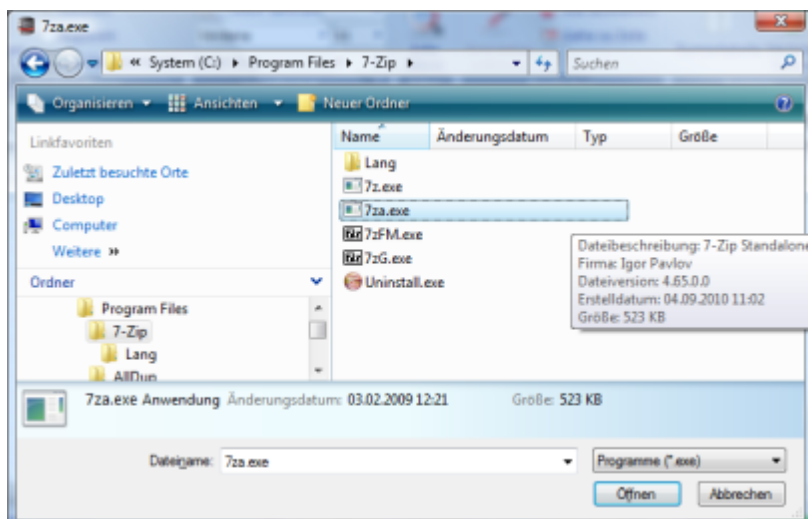 7za.exe
« System (C:) ▸ Program Files ▸ 7-Zip ▸
Suchen
Organisieren Ansichten Neuer Ordner
Linkfavoriten
Zuletzt besuchte Orte
Desktop
Computer
Weitere »
Ordner
Program Files
7-Zip
Lang
AllDup
Name Änderungsdatum Typ Größe
Lang
7z.exe
7za.exe
7zFM.exe
7zG.exe
Uninstall.exe
Dateibeschreibung: 7-Zip Standalone
Firma: Igor Pavlov
Dateiversion: 4.65.0.0
Erstelldatum: 04.09.2010 11:02
Größe: 523 KB
7za.exe Anwendung Änderungsdatum: 03.02.2009 12:21 Größe: 523 KB
Dateiname: 7za.exe
Programme (*.exe)
Öffnen Abbrechen